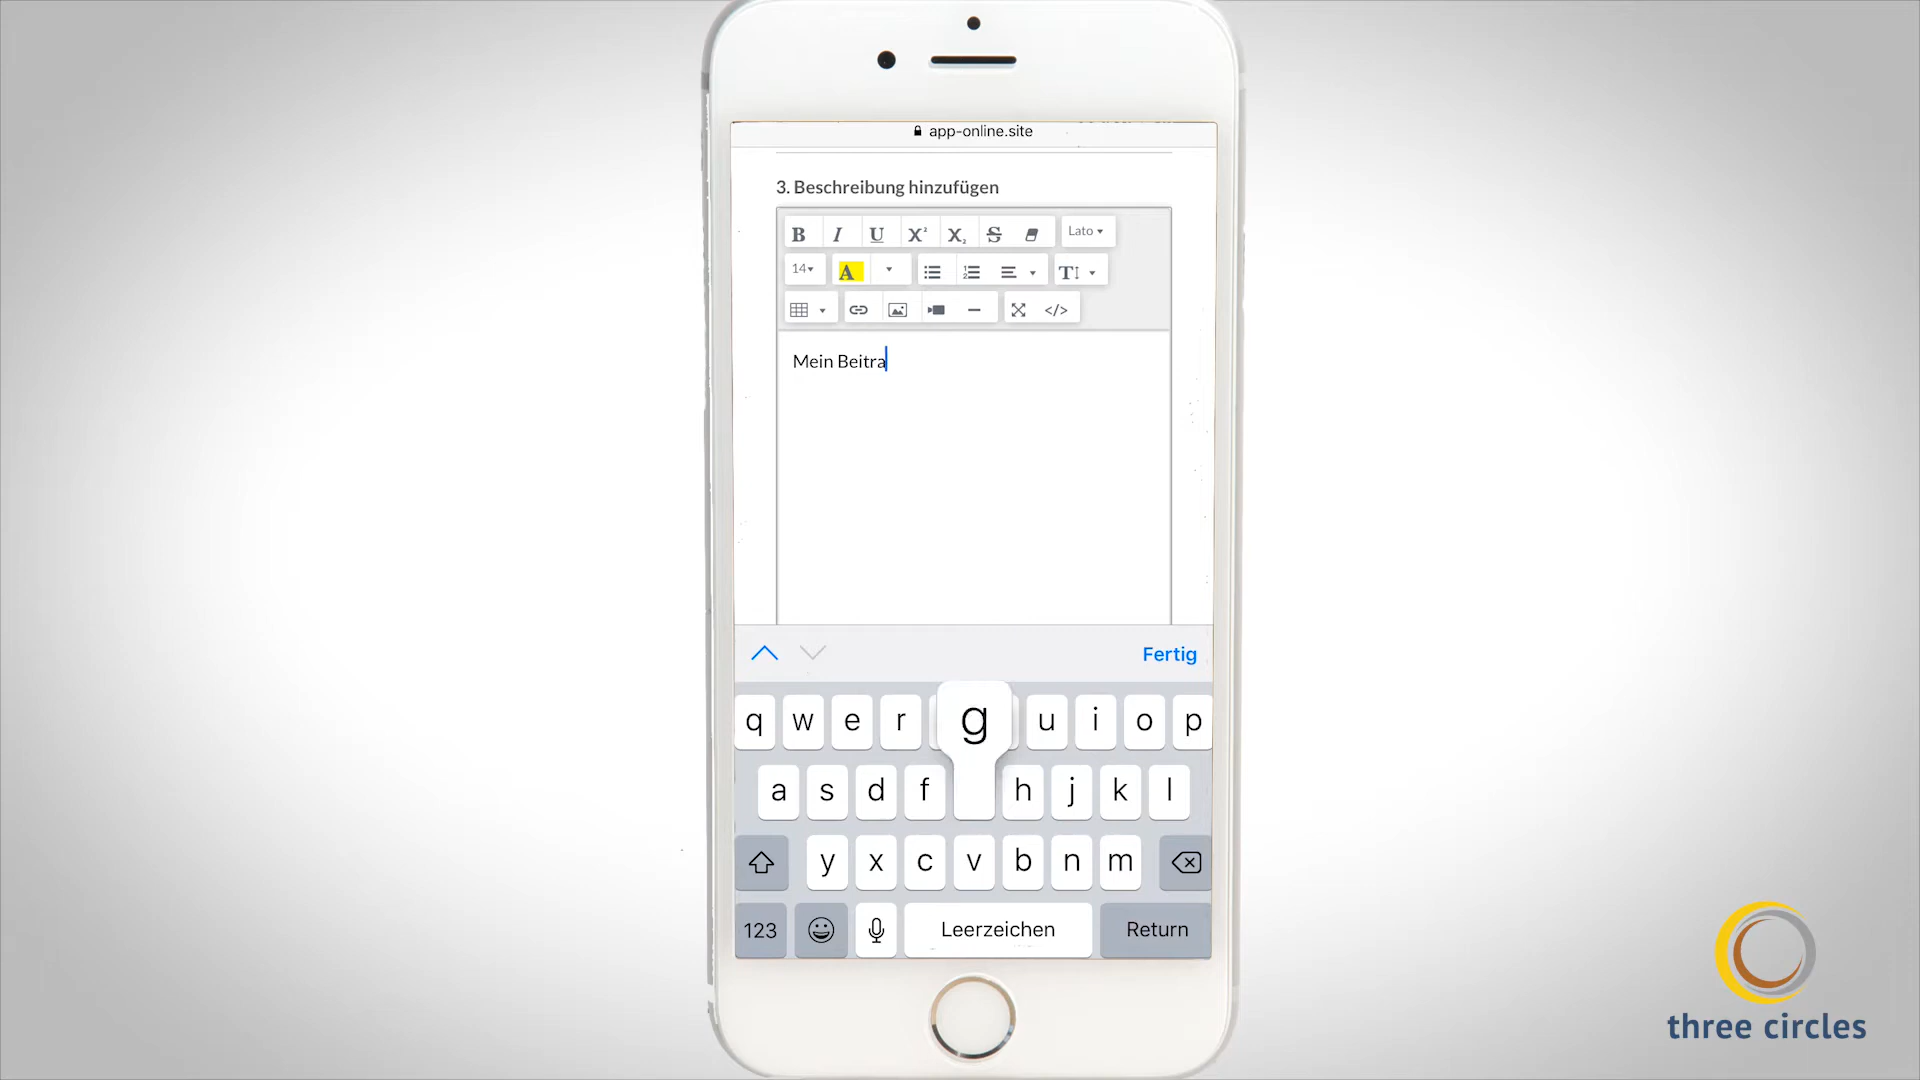 app-online.site
3. Beschreibung hinzufügen
B I U X² X₂ S Lato
14 A T
</>
Mein Beitra
Fertig
q w e r g u i o p
a s d f h j k l
y x c v b n m
123 Leerzeichen Return
three circles